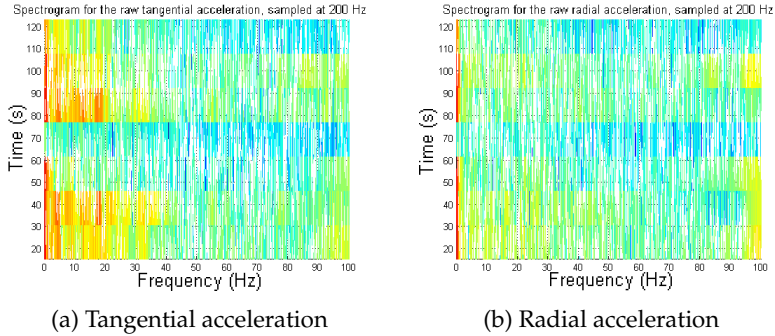 Spectrogram for the raw tangential acceleration, sampled at 200 Hz
120
110
100
90
80
70
60
50
40
30
20
Time (s)
0 10 20 30 40 50 60 70 80 90 100
Frequency (Hz)
(a) Tangential acceleration
Spectrogram for the raw radial acceleration, sampled at 200 Hz
120
110
100
90
80
70
60
50
40
30
20
Time (s)
0 10 20 30 40 50 60 70 80 90 100
Frequency (Hz)
(b) Radial acceleration